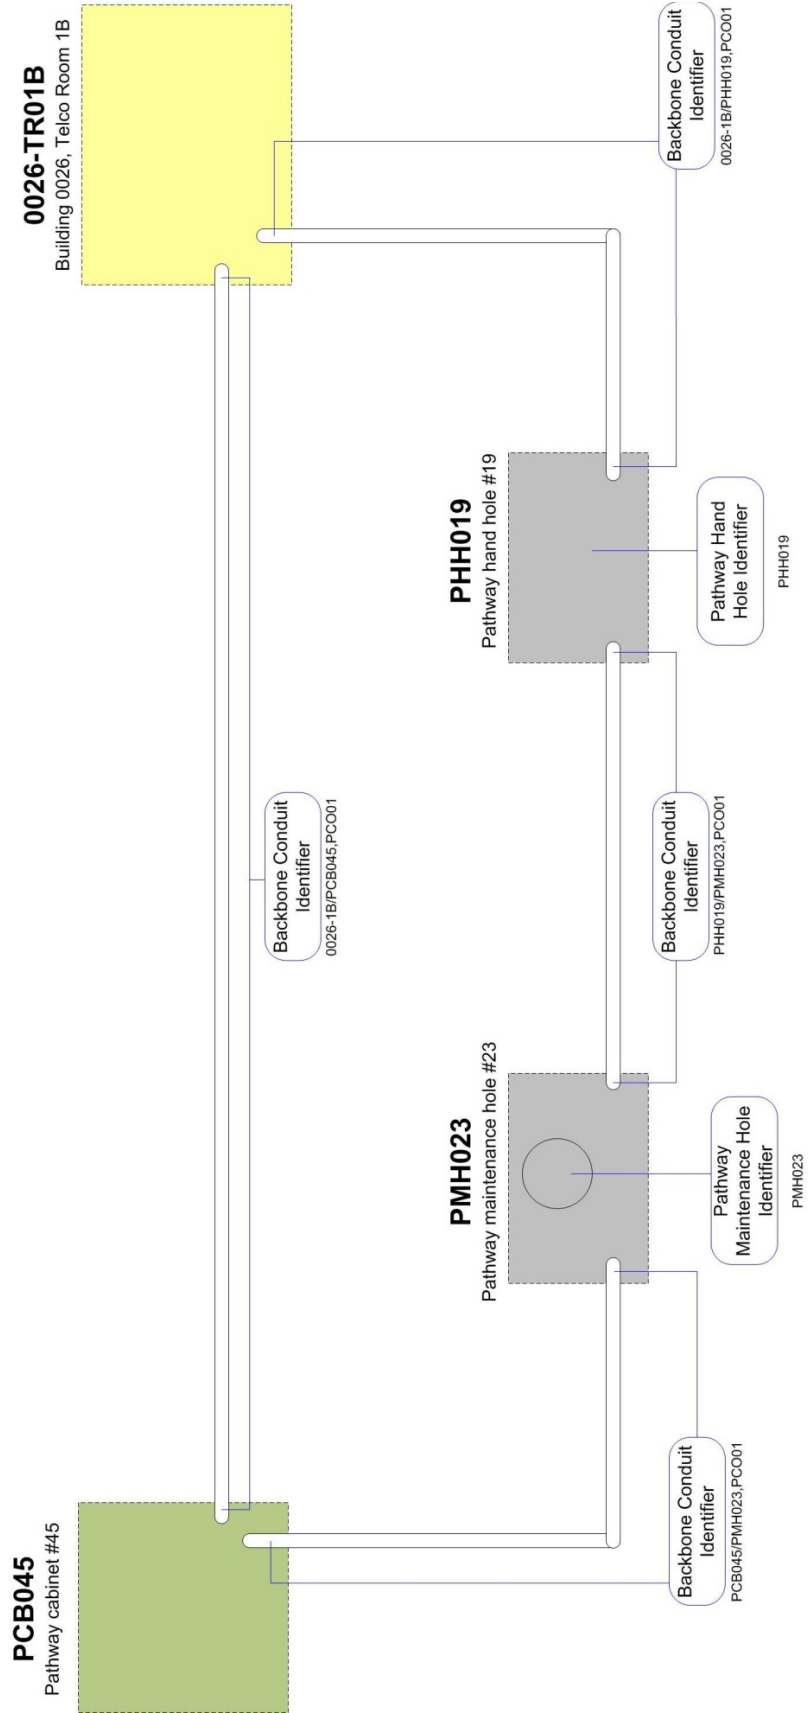 PCB045
Pathway cabinet #45
0026-TR01B
Building 0026, Telco Room 1B
Backbone Conduit
Identifier
0026-1B/PCB045,PCO01
PMH023
Pathway maintenance hole #23
PHH019
Pathway hand hole #19
Backbone Conduit
Identifier
PCB045/PMH023,PCO01
Pathway
Maintenance Hole
Identifier
PMH023
Backbone Conduit
Identifier
PHH019/PMH023,PCO01
Pathway Hand
Hole Identifier
PHH019
Backbone Conduit
Identifier
0026-1B/PHH019,PCO01